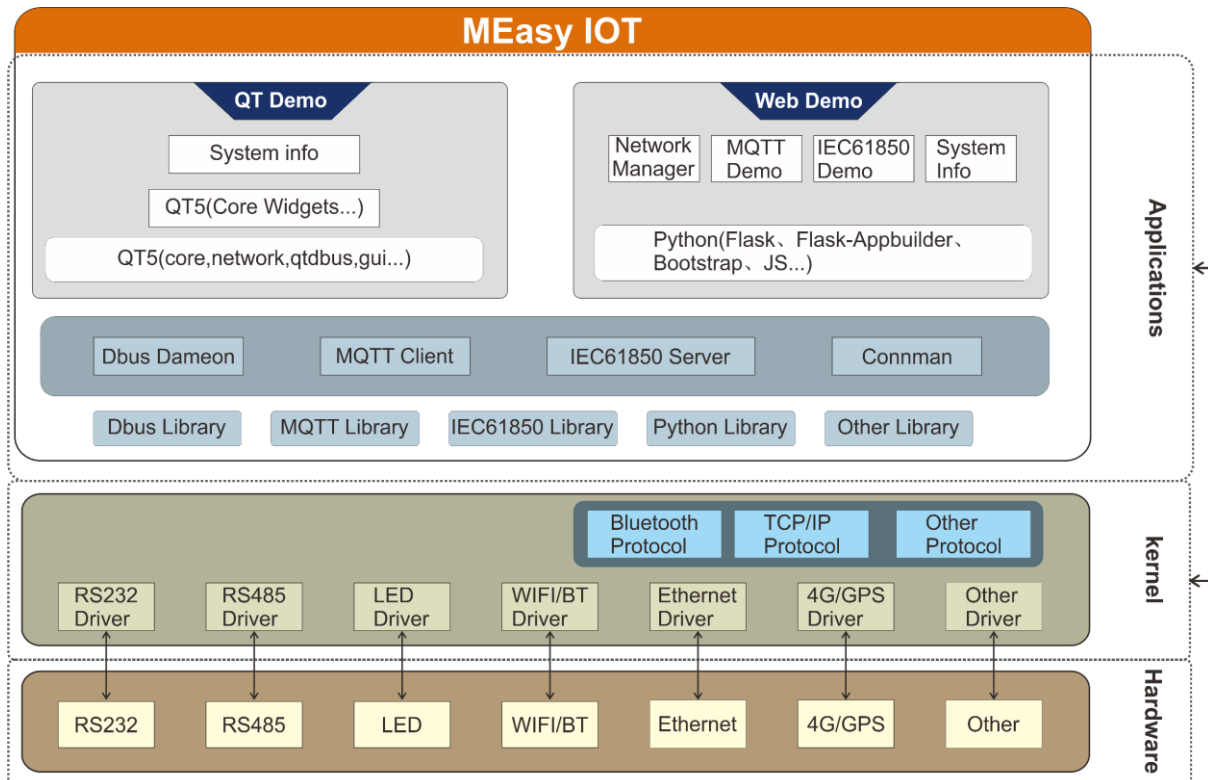 MEasy IOT
QT Demo
System info
QT5(Core Widgets...)
QT5(core,network,qtdbus,gui...)
Web Demo
Network
Manager
MQTT
Demo
IEC61850
Demo
System
Info
Python(Flask、Flask-Appbuilder、
Bootstrap、JS...)
Applications
Dbus Dameon
MQTT Client
IEC61850 Server
Connman
Dbus Library
MQTT Library
IEC61850 Library
Python Library
Other Library
Bluetooth
Protocol
TCP/IP
Protocol
Other
Protocol
kernel
RS232
Driver
RS485
Driver
LED
Driver
WIFI/BT
Driver
Ethernet
Driver
4G/GPS
Driver
Other
Driver
RS232
RS485
LED
WIFI/BT
Ethernet
4G/GPS
Other
Hardware